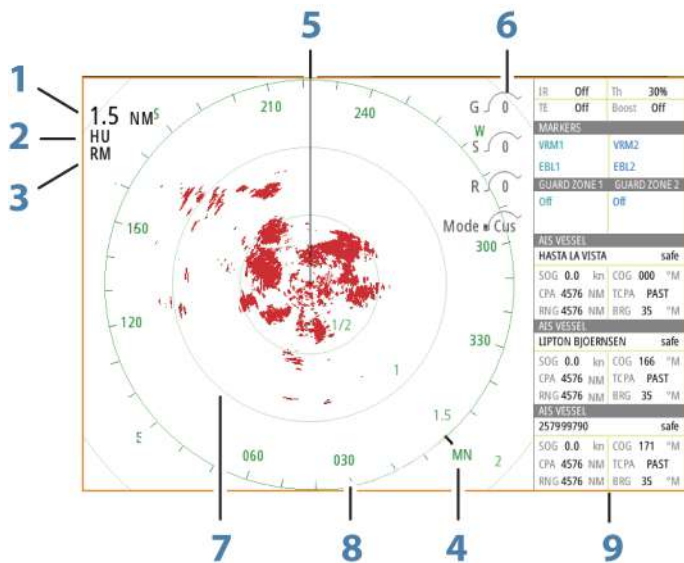 5
6
1
2
3
1.5 NM
HU
RM
S
210
240
W
G 0
S 0
R 0
Mode Cus
300
330
150
120
E
060
030
MN
1/2
1
1.5
2
IR Off Th 30%
TE Off Boost Off
MARKERS
VRM1 VRM2
EBL1 EBL2
GUARD ZONE 1 GUARD ZONE 2
Off Off
AIS VESSEL
HASTA LA VISTA safe
SOG 0.0 kn COG 000 °M
CPA 4576 NM TCPA PAST
RNG 4576 NM BRG 35 °M
AIS VESSEL
LIPTON BJOERNSEN safe
SOG 0.0 kn COG 166 °M
CPA 4576 NM TCPA PAST
RNG 4576 NM BRG 35 °M
AIS VESSEL
257999790 safe
SOG 0.0 kn COG 171 °M
CPA 4576 NM TCPA PAST
RNG 4576 NM BRG 35 °M
7
8
4
9